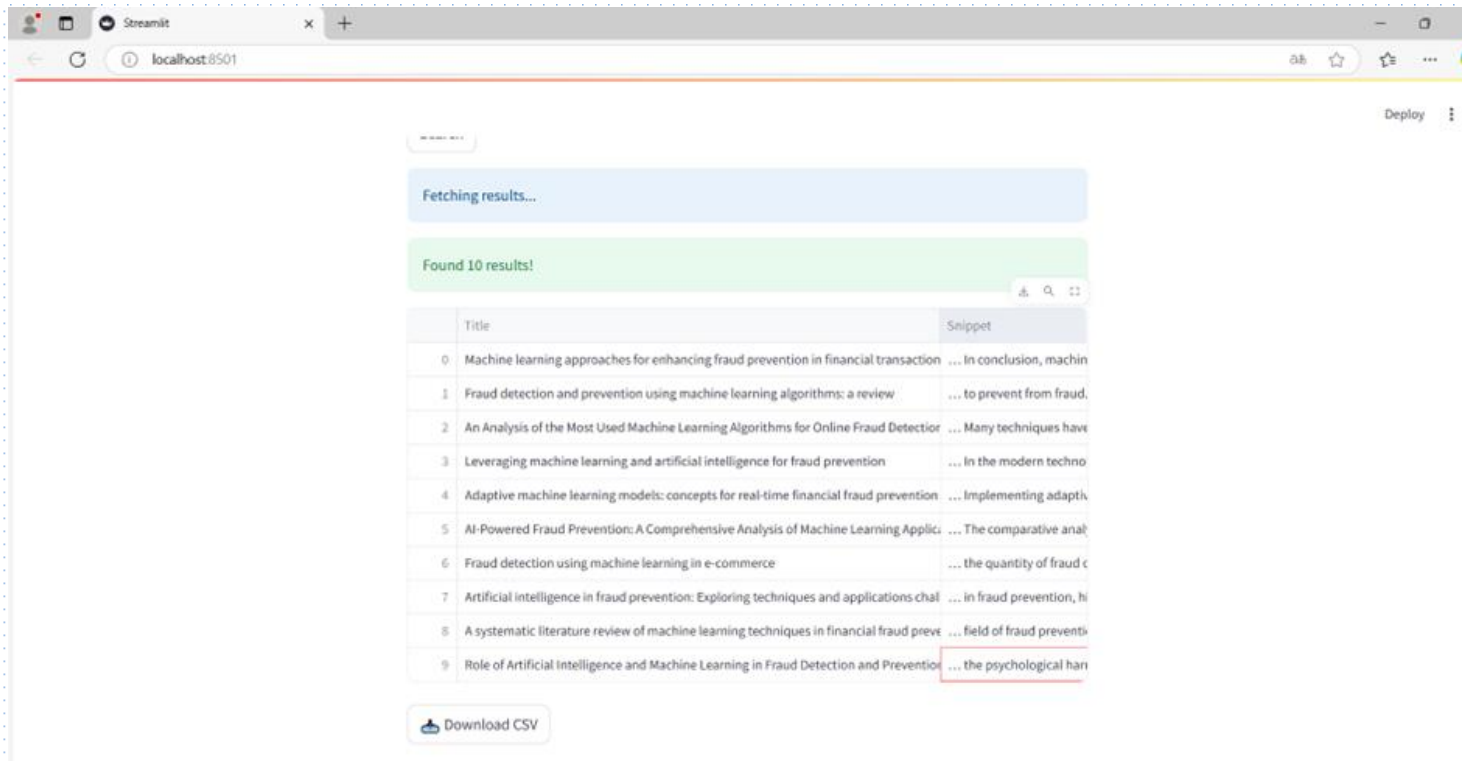 Streamlit
localhost:8501
Deploy
Search
Fetching results...
Found 10 results!
Title Snippet
0 Machine learning approaches for enhancing fraud prevention in financial transaction ... In conclusion, machin
1 Fraud detection and prevention using machine learning algorithms: a review ... to prevent from fraud.
2 An Analysis of the Most Used Machine Learning Algorithms for Online Fraud Detection ... Many techniques have
3 Leveraging machine learning and artificial intelligence for fraud prevention ... In the modern techno
4 Adaptive machine learning models: concepts for real-time financial fraud prevention ... Implementing adaptiv
5 AI-Powered Fraud Prevention: A Comprehensive Analysis of Machine Learning Applica ... The comparative analy
6 Fraud detection using machine learning in e-commerce ... the quantity of fraud c
7 Artificial intelligence in fraud prevention: Exploring techniques and applications chal ... in fraud prevention, hi
8 A systematic literature review of machine learning techniques in financial fraud preve ... field of fraud preventi
9 Role of Artificial Intelligence and Machine Learning in Fraud Detection and Prevention ... the psychological har
Download CSV